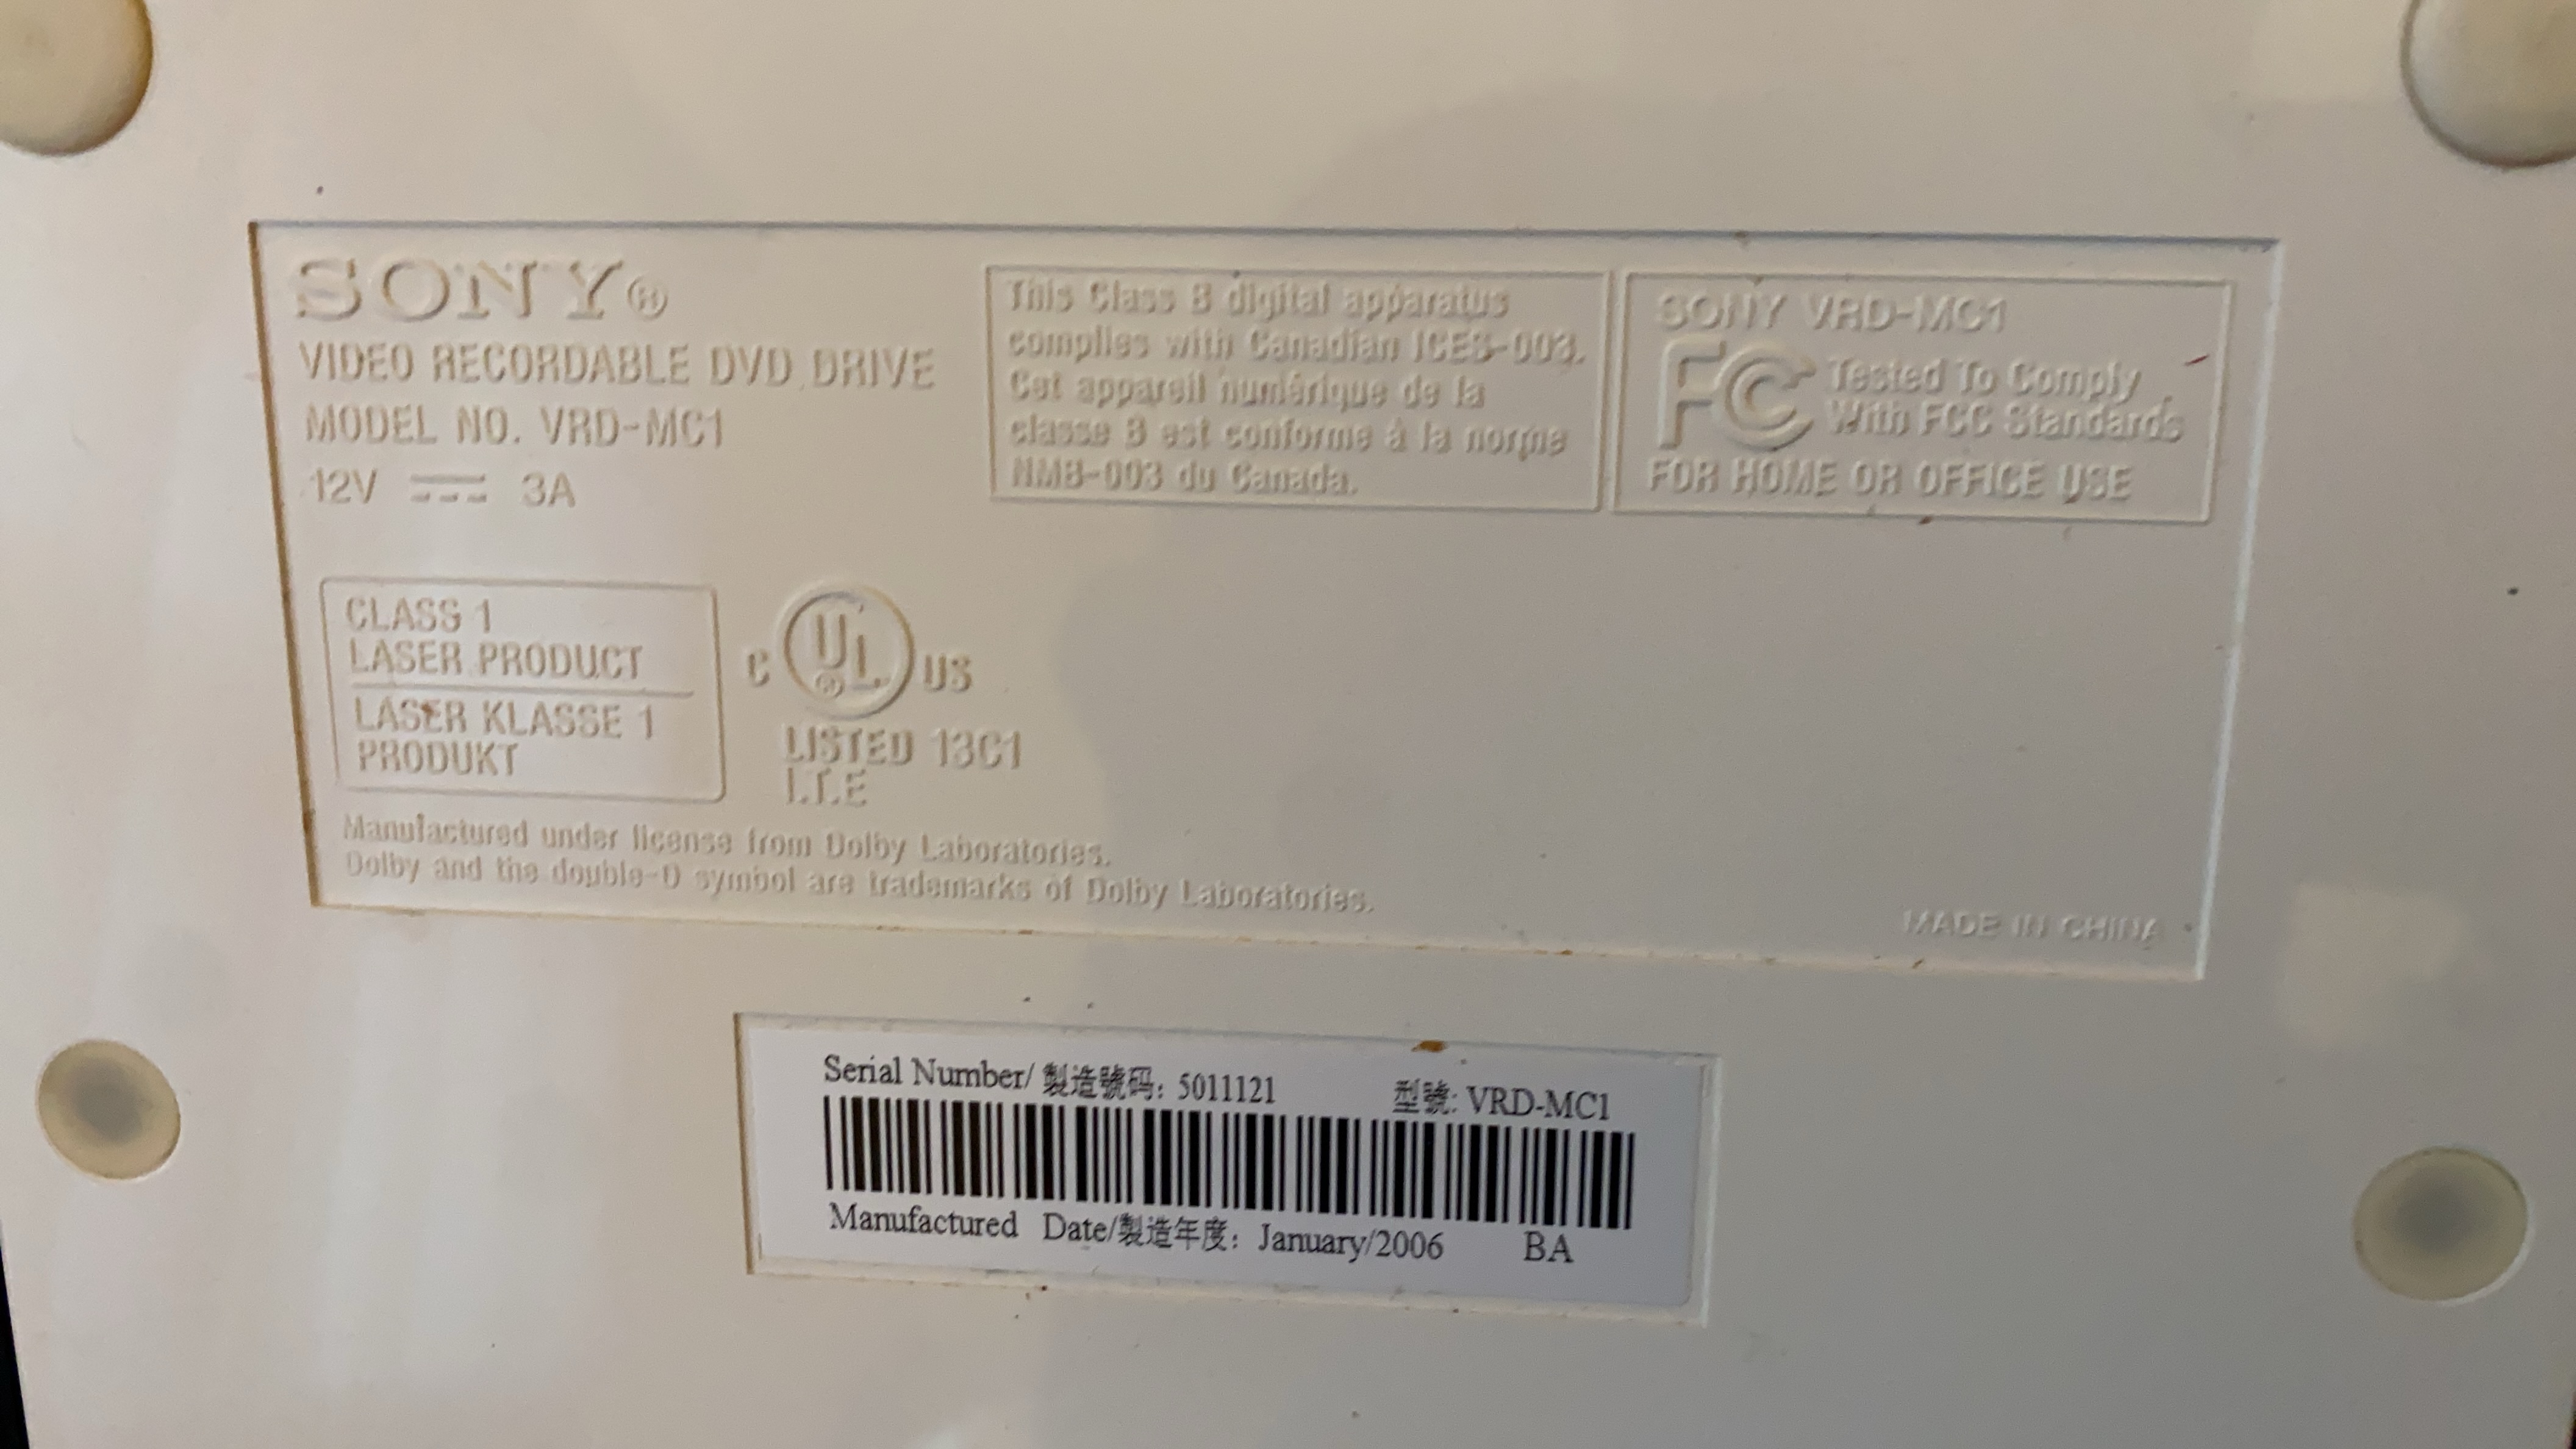 SONY®
VIDEO RECORDABLE DVD DRIVE
MODEL NO. VRD-MC1
12V ⎓ 3A
This Class B digital apparatus
complies with Canadian ICES-003.
Cet appareil numérique de la
classe B est conforme à la norme
NMB-003 du Canada.
SONY VRD-MC1
FC Tested To Comply
With FCC Standards
FOR HOME OR OFFICE USE
CLASS 1
LASER PRODUCT
LASER KLASSE 1
PRODUKT
C UL® US
LISTED 13C1
I.T.E
Manufactured under license from Dolby Laboratories.
Dolby and the double-D symbol are trademarks of Dolby Laboratories.
MADE IN CHINA
Serial Number/製造號码: 5011121 型號: VRD-MC1
Manufactured Date/製造年度: January/2006 BA